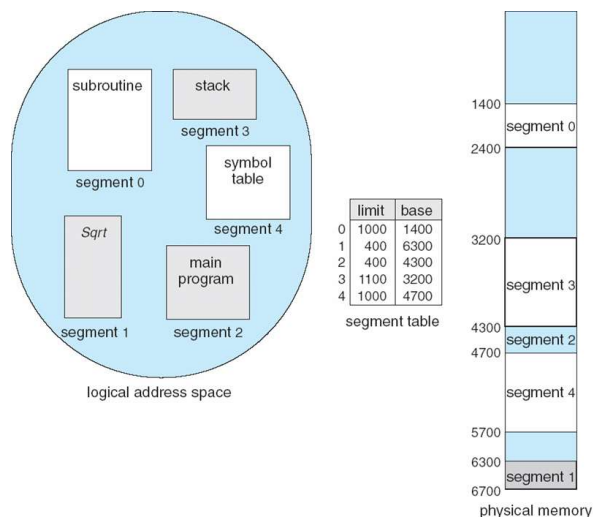 subroutine
stack
segment 3
segment 0
symbol
table
segment 4
Sqrt
main
program
segment 1
segment 2
logical address space
limit base
0 1000 1400
1 400 6300
2 400 4300
3 1100 3200
4 1000 4700
segment table
1400
segment 0
2400
3200
segment 3
4300
segment 2
4700
segment 4
5700
6300
segment 1
6700
physical memory